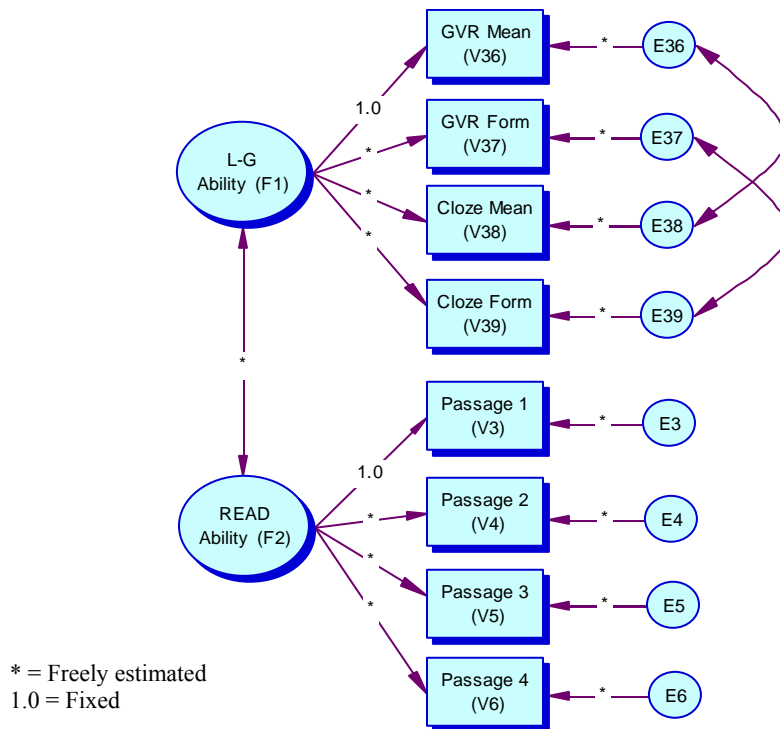 GVR Mean
(V36)
*
E36
1.0
GVR Form
(V37)
*
E37
L-G
Ability (F1)
*
*
Cloze Mean
(V38)
*
E38
*
Cloze Form
(V39)
*
E39
*
Passage 1
(V3)
*
E3
1.0
READ
Ability (F2)
*
Passage 2
(V4)
*
E4
*
Passage 3
(V5)
*
E5
*
Passage 4
(V6)
*
E6
* = Freely estimated
1.0 = Fixed